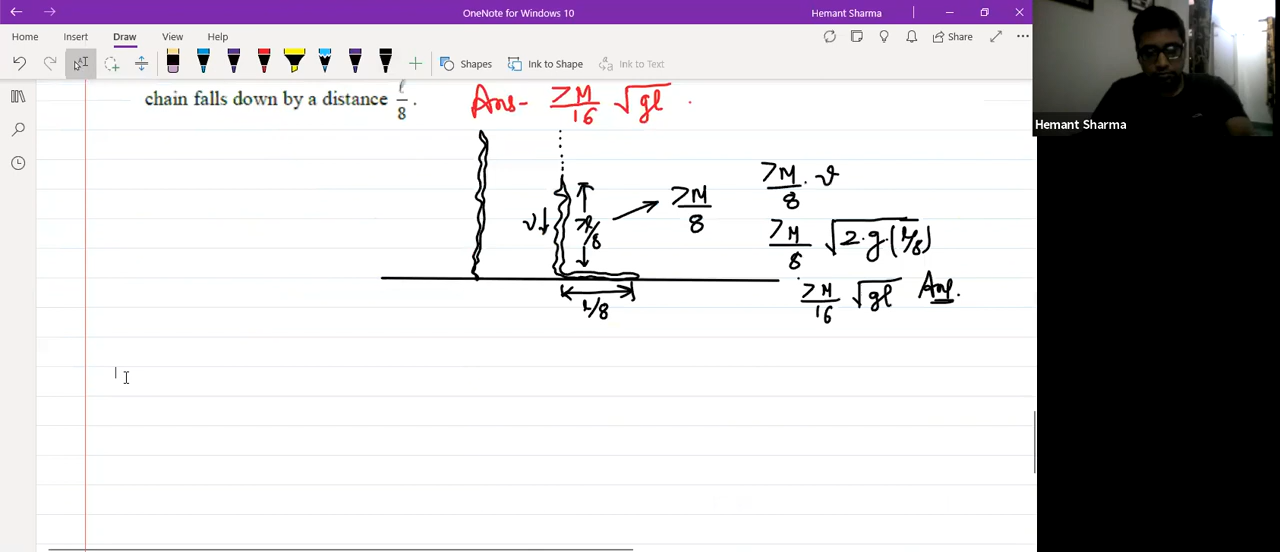 OneNote for Windows 10
Hemant Sharma
Home Insert Draw View Help
Share
Shapes Ink to Shape Ink to Text
chain falls down by a distance ℓ/8 .
Ans- 7M/16 √gl .
Hemant Sharma
7M/8 . v
v↓ 7l/8 → 7M/8
7M/8 √2.g.(l/8)
7M/16 √gl Ans.
l/8